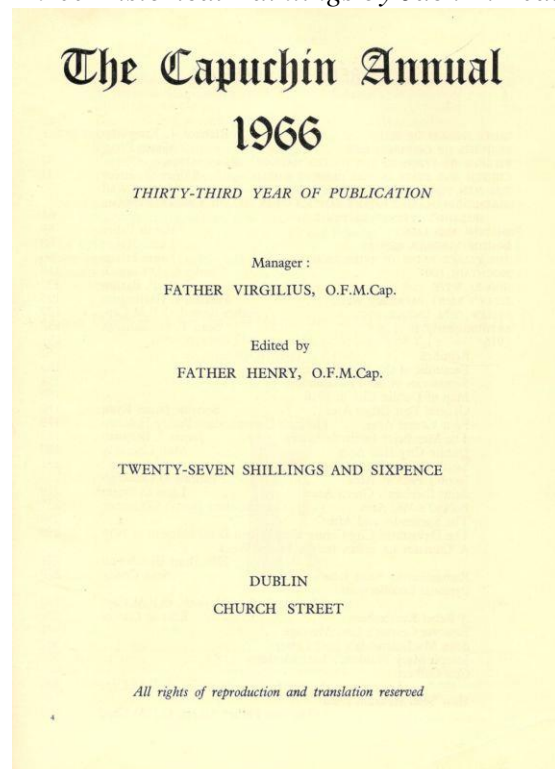 The Capuchin Annual
1966
THIRTY-THIRD YEAR OF PUBLICATION
Manager :
FATHER VIRGILIUS, O.F.M.Cap.
Edited by
FATHER HENRY, O.F.M.Cap.
TWENTY-SEVEN SHILLINGS AND SIXPENCE
DUBLIN
CHURCH STREET
All rights of reproduction and translation reserved
4